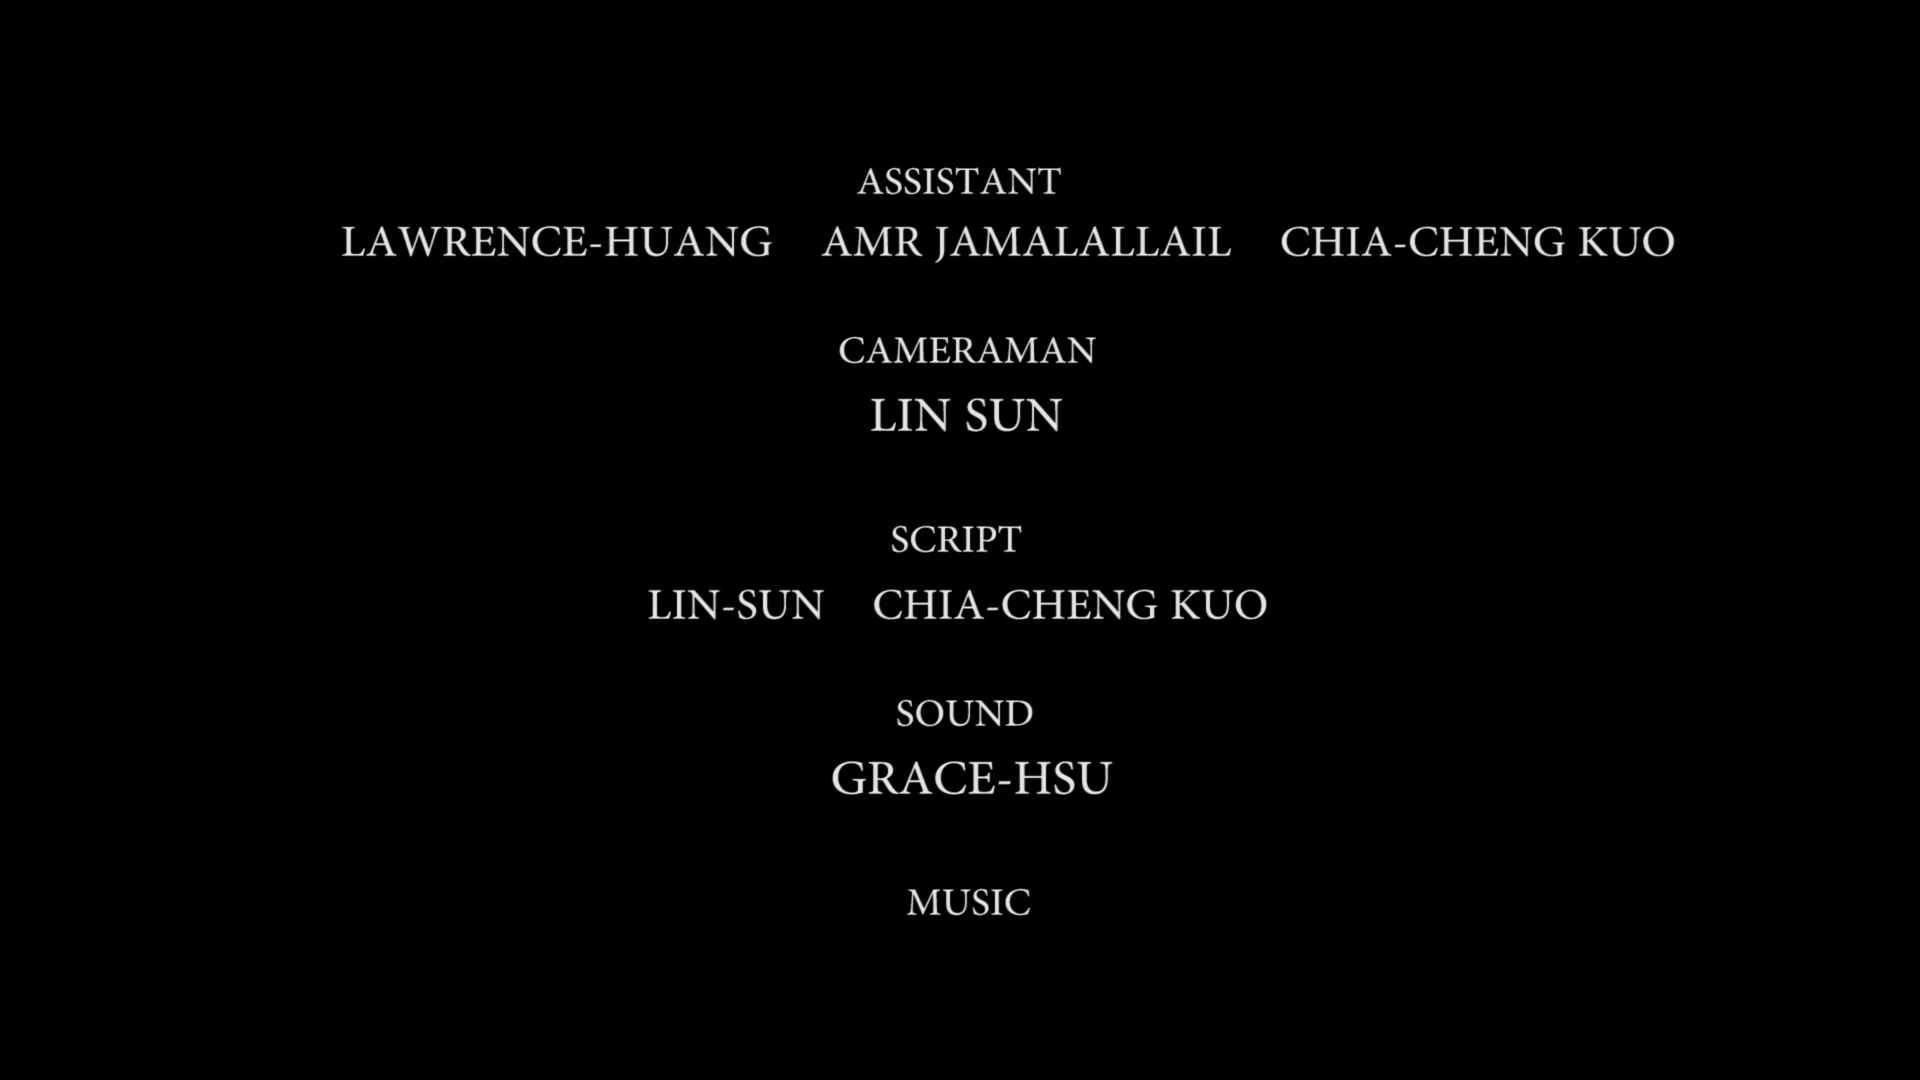 ASSISTANT
LAWRENCE-HUANG AMR JAMALALLAIL CHIA-CHENG KUO
CAMERAMAN
LIN SUN
SCRIPT
LIN-SUN CHIA-CHENG KUO
SOUND
GRACE-HSU
MUSIC